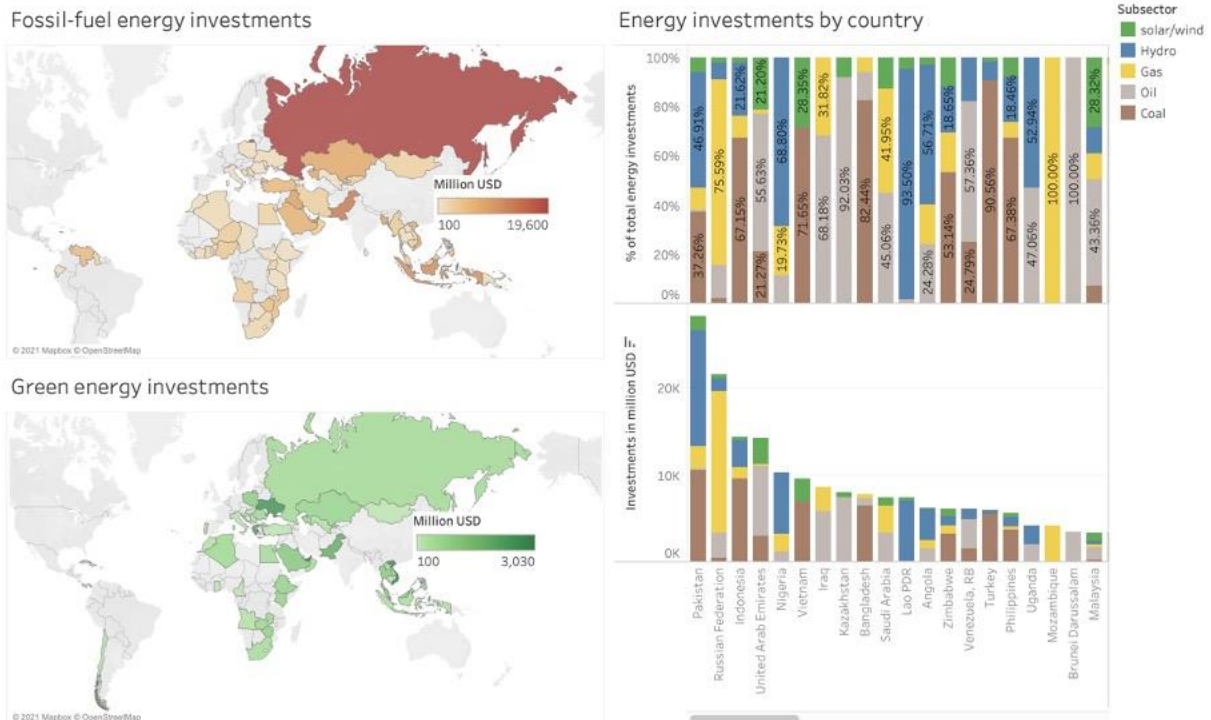 Fossil-fuel energy investments
Million USD
100 19,600
© 2021 Mapbox © OpenStreetMap
Green energy investments
Million USD
100 3,030
© 2021 Mapbox © OpenStreetMap
Energy investments by country
Subsector
solar/wind
Hydro
Gas
Oil
Coal
% of total energy investments
100%
80%
60%
40%
20%
0%
46.91%
37.26%
75.59%
21.62%
67.15%
21.20%
55.63%
21.27%
68.80%
19.73%
28.35%
71.65%
31.82%
68.18%
92.03%
82.44%
41.95%
45.06%
93.50%
56.71%
24.28%
18.65%
53.14%
57.36%
24.79%
90.56%
18.46%
67.38%
52.94%
47.06%
100.00%
100.00%
28.32%
43.36%
Investments in million USD
20K
10K
0K
Pakistan
Russian Federation
Indonesia
United Arab Emirates
Nigeria
Vietnam
Iraq
Kazakhstan
Bangladesh
Saudi Arabia
Lao PDR
Angola
Zimbabwe
Venezuela, RB
Turkey
Philippines
Uganda
Mozambique
Brunei Darussalam
Malaysia